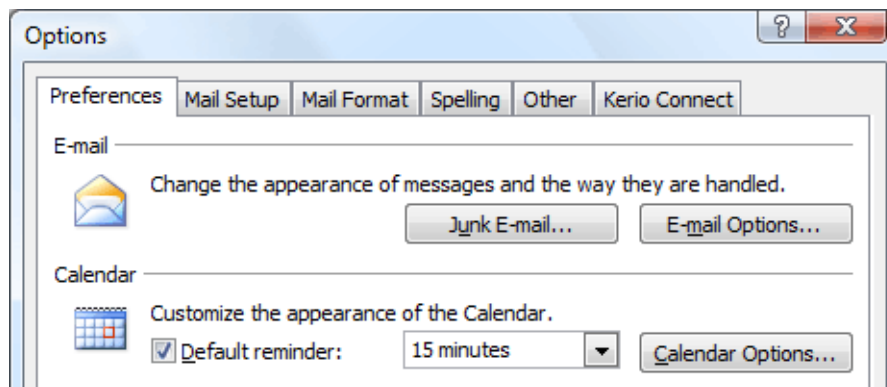 Options
Preferences Mail Setup Mail Format Spelling Other Kerio Connect
E-mail
Change the appearance of messages and the way they are handled.
Junk E-mail... E-mail Options...
Calendar
Customize the appearance of the Calendar.
Default reminder: 15 minutes Calendar Options...